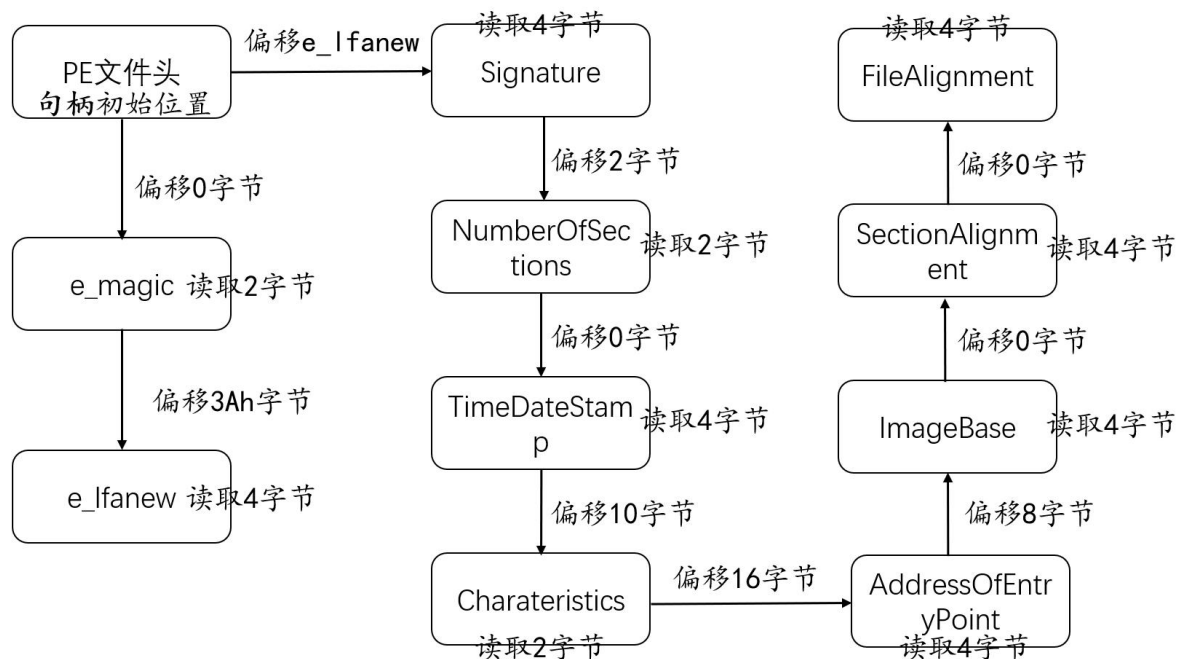 PE文件头
句柄初始位置
偏移e_lfanew
读取4字节
Signature
偏移0字节
e_magic
读取2字节
偏移3Ah字节
e_lfanew
读取4字节
偏移2字节
NumberOfSec
tions
读取2字节
偏移0字节
TimeDateStam
p
读取4字节
偏移10字节
Charateristics
读取2字节
偏移16字节
AddressOfEntr
yPoint
读取4字节
偏移8字节
ImageBase
读取4字节
偏移0字节
SectionAlignm
ent
读取4字节
偏移0字节
读取4字节
FileAlignment